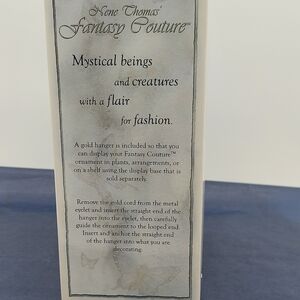 Nene Thomas'
Fantasy Couture™
Mystical beings
and creatures
with a flair
for fashion.
A gold hanger is included so that you
can display your Fantasy Couture™
ornament in plants, arrangements, or
on a shelf using the display base that is
sold separately.
Remove the gold cord from the metal
eyelet and insert the straight end of the
hanger into the eyelet, then carefully
guide the ornament to the looped end.
Insert and anchor the straight end
of the hanger into what you are
decorating.